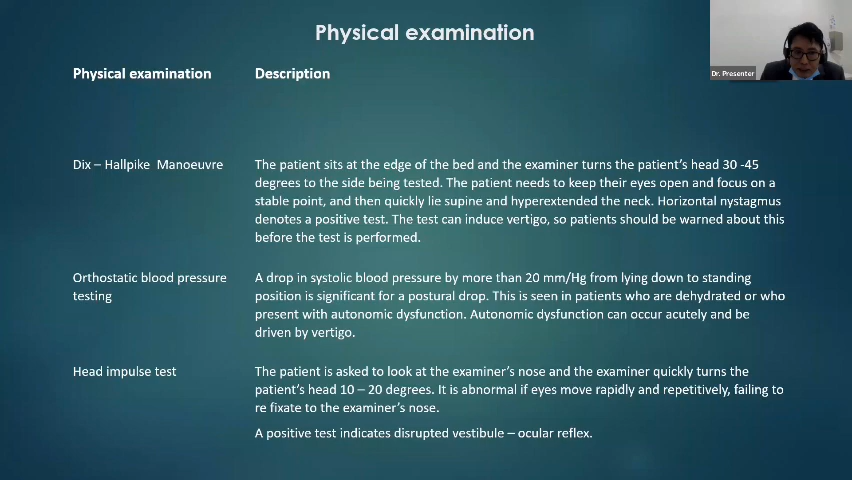 Physical examination
Dr. Presenter
Physical examination
Description
Dix – Hallpike Manoeuvre
The patient sits at the edge of the bed and the examiner turns the patient's head 30 -45
degrees to the side being tested. The patient needs to keep their eyes open and focus on a
stable point, and then quickly lie supine and hyperextended the neck. Horizontal nystagmus
denotes a positive test. The test can induce vertigo, so patients should be warned about this
before the test is performed.
Orthostatic blood pressure
testing
A drop in systolic blood pressure by more than 20 mm/Hg from lying down to standing
position is significant for a postural drop. This is seen in patients who are dehydrated or who
present with autonomic dysfunction. Autonomic dysfunction can occur acutely and be
driven by vertigo.
Head impulse test
The patient is asked to look at the examiner's nose and the examiner quickly turns the
patient's head 10 – 20 degrees. It is abnormal if eyes move rapidly and repetitively, failing to
re fixate to the examiner's nose.
A positive test indicates disrupted vestibule – ocular reflex.